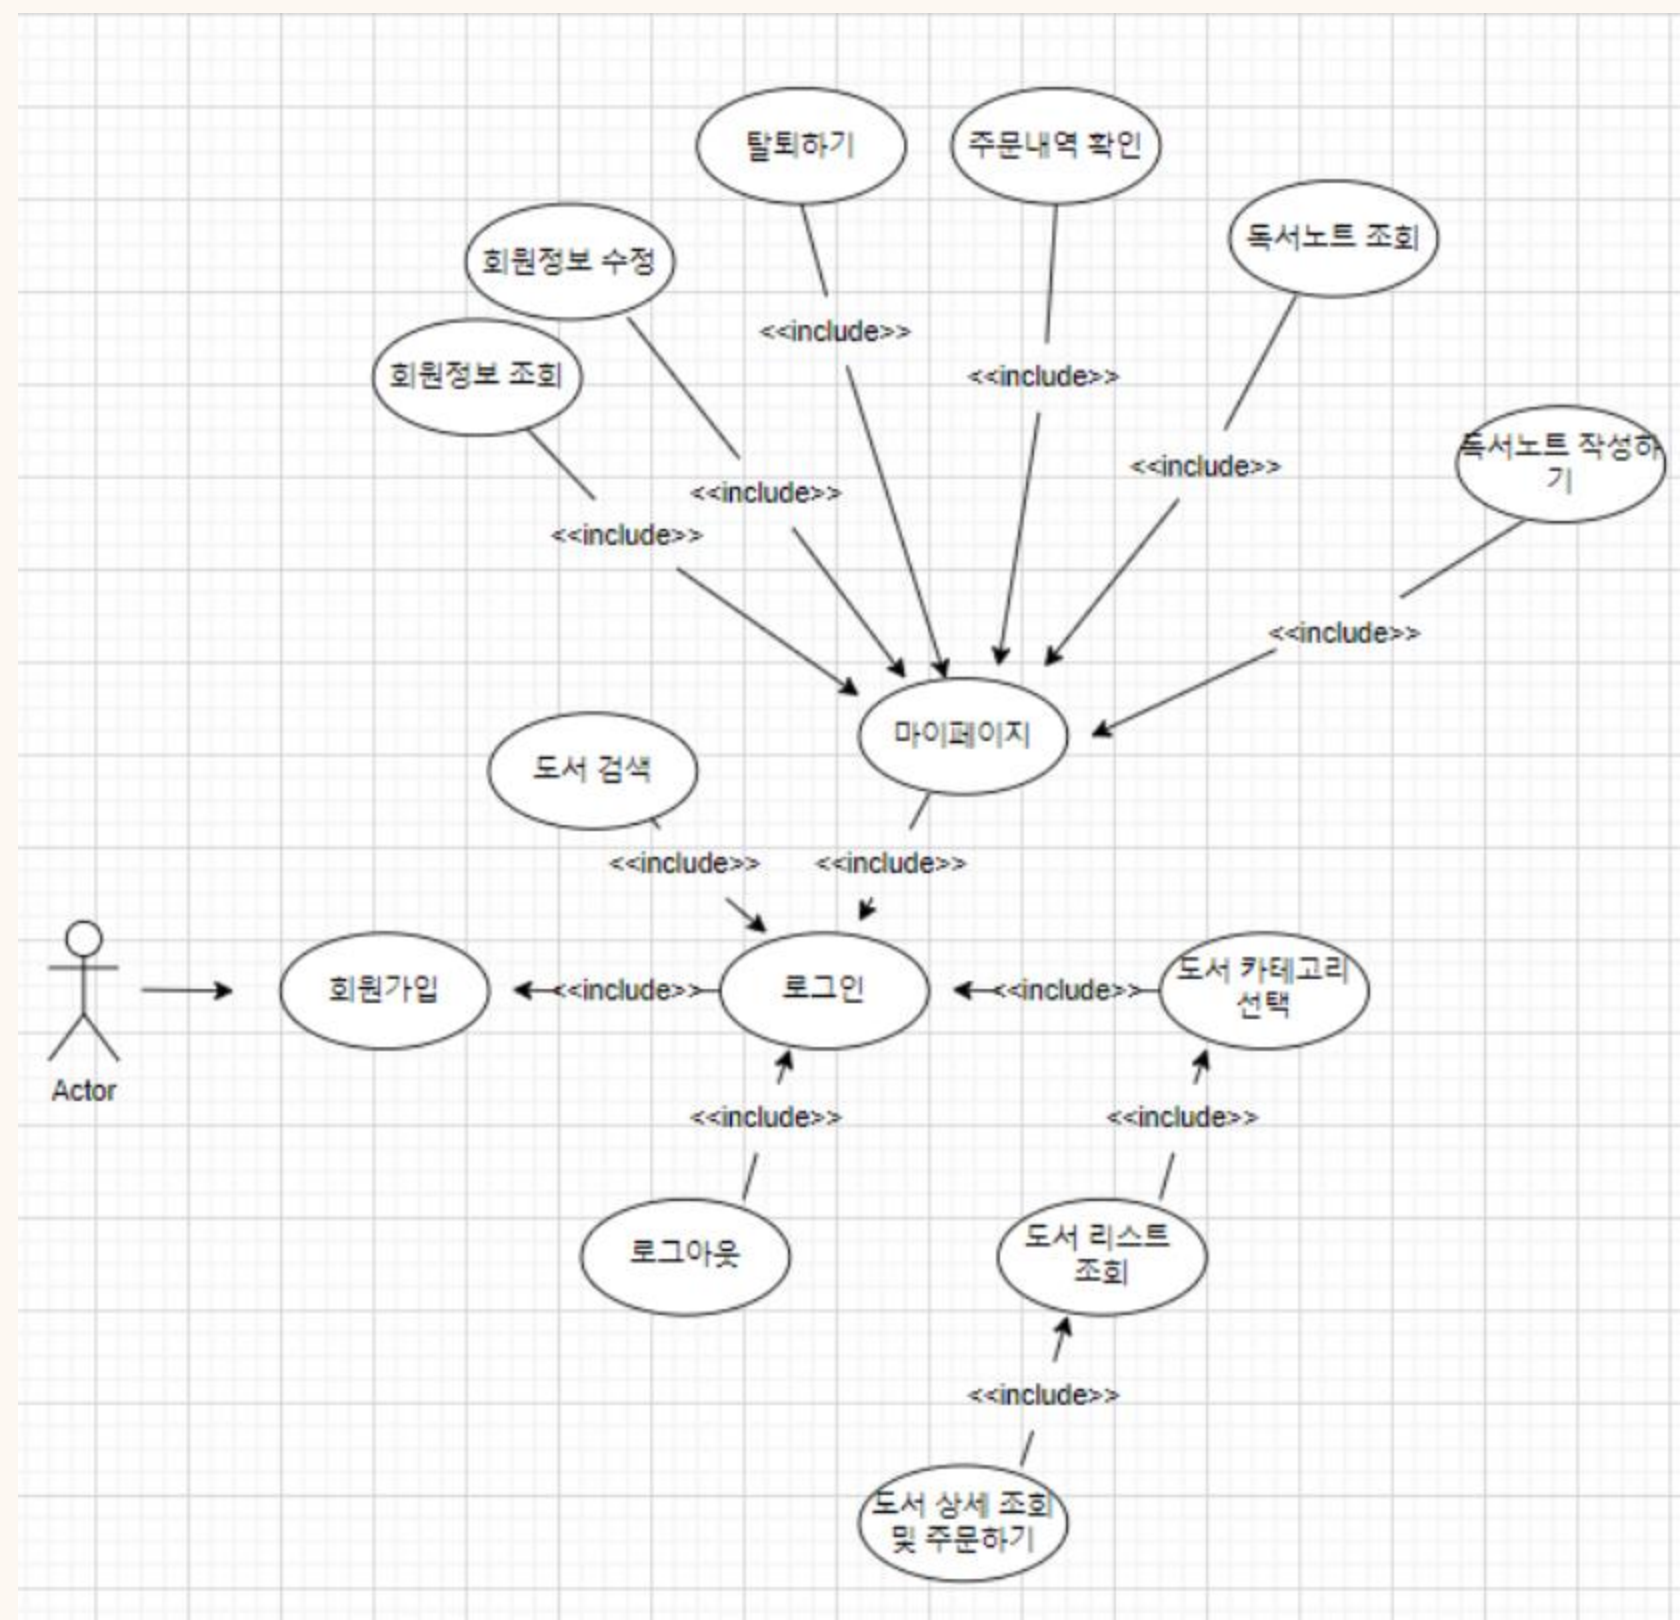 탈퇴하기
주문내역 확인
독서노트 조회
회원정보 수정
회원정보 조회
<<include>>
<<include>>
<<include>>
<<include>>
<<include>>
독서노트 작성하
기
<<include>>
마이페이지
도서 검색
<<include>>
<<include>>
Actor
회원가입
<<include>>
로그인
<<include>>
도서 카테고리
선택
<<include>>
<<include>>
로그아웃
도서 리스트
조회
<<include>>
도서 상세 조회
및 주문하기